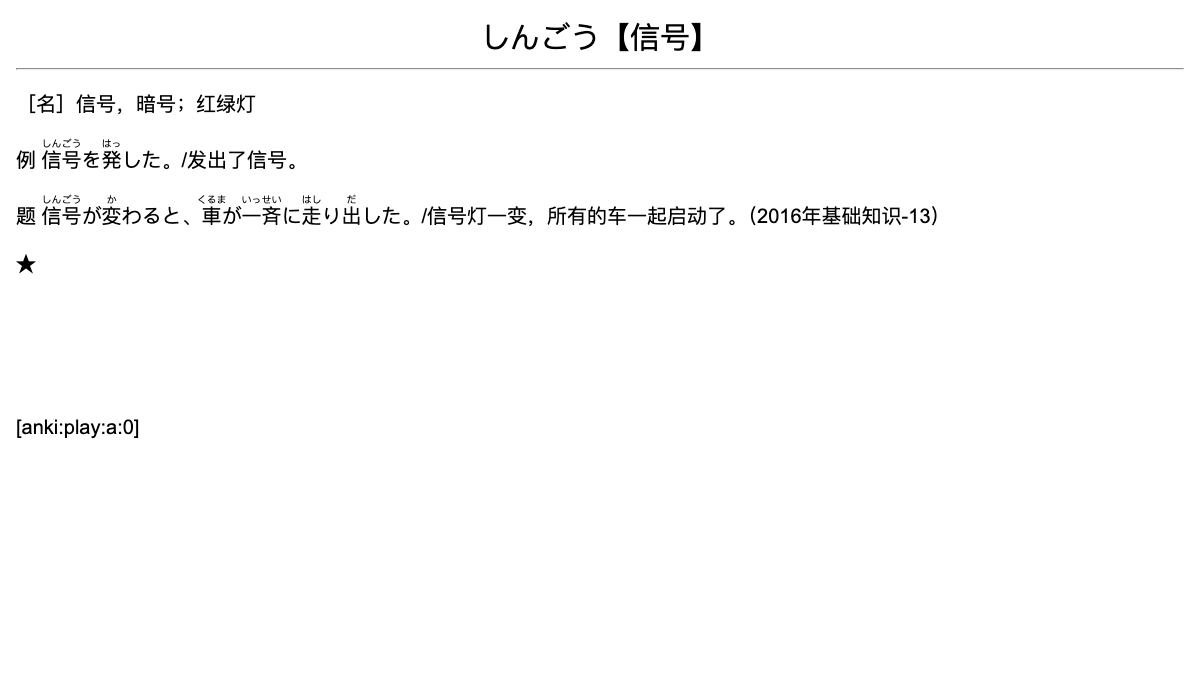 しんごう【信号】
［名］信号，暗号；红绿灯
しんごう はっ
例 信号を発した。/发出了信号。
しんごう か くるま いっせい はし だ
题 信号が変わると、車が一斉に走り出した。/信号灯一变，所有的车一起启动了。（2016年基础知识-13）
★
[anki:play:a:0]